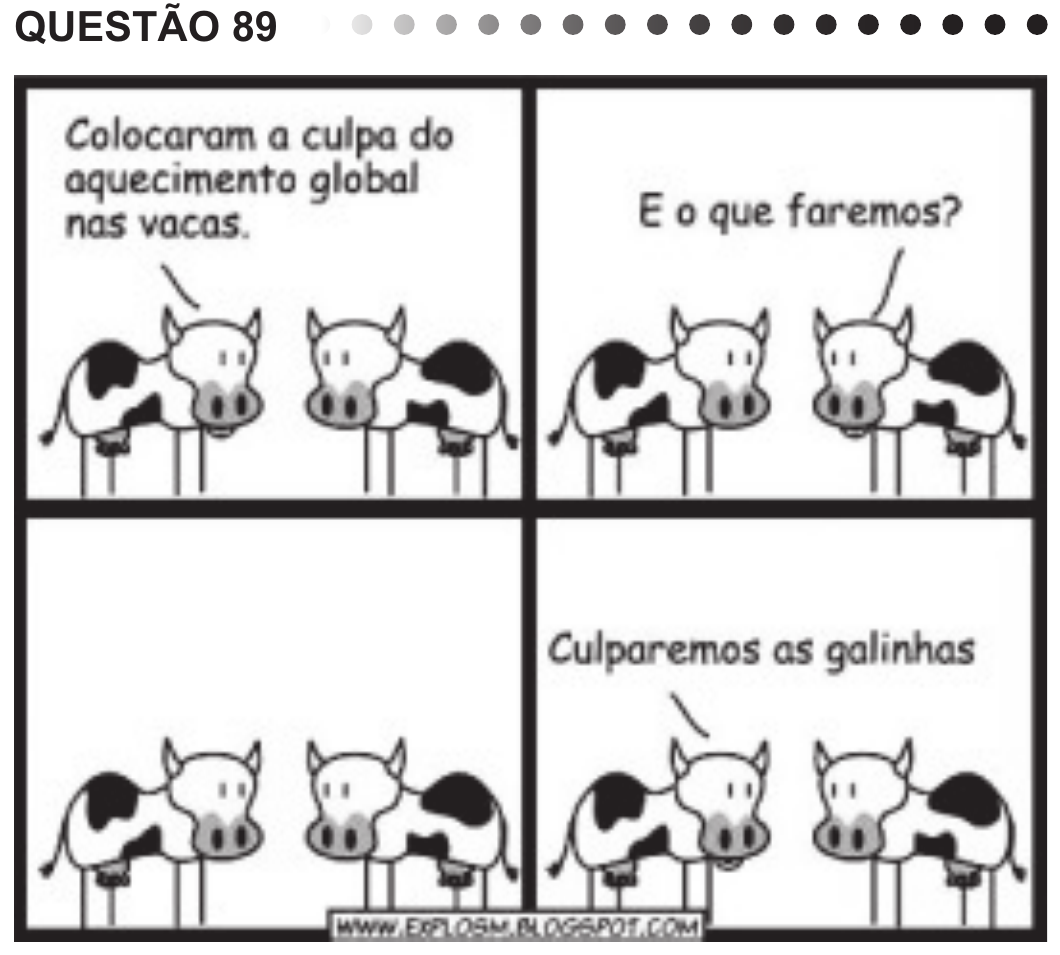 QUESTÃO 89
Colocaram a culpa do
aquecimento global
nas vacas.
E o que faremos?
Culparemos as galinhas
WWW.EXPLOSM.BLOGSPOT.COM